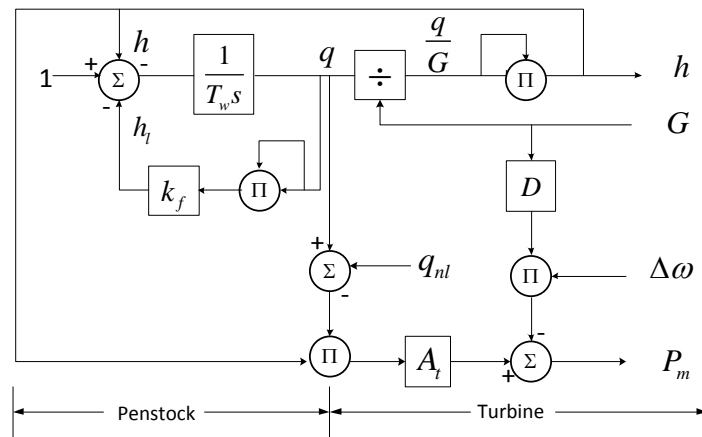 h
q
q
G
1
+
Σ
-
1
T_w s
÷
Π
h
-
h_l
G
k_f
Π
D
+
Σ
q_nl
Π
Δω
-
-
Π
A_t
+
Σ
P_m
Penstock
Turbine